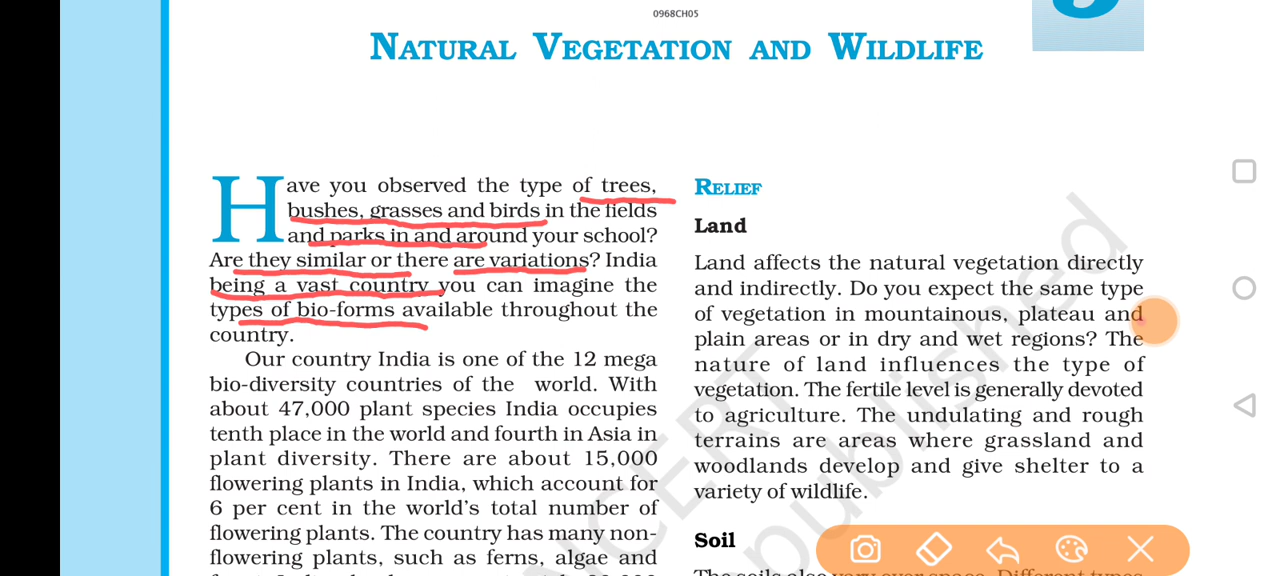 0968CH05
NATURAL VEGETATION AND WILDLIFE
Have you observed the type of trees,
bushes, grasses and birds in the fields
and parks in and around your school?
Are they similar or there are variations? India
being a vast country you can imagine the
types of bio-forms available throughout the
country.
Our country India is one of the 12 mega
bio-diversity countries of the world. With
about 47,000 plant species India occupies
tenth place in the world and fourth in Asia in
plant diversity. There are about 15,000
flowering plants in India, which account for
6 per cent in the world's total number of
flowering plants. The country has many non-
flowering plants, such as ferns, algae and
RELIEF
Land
Land affects the natural vegetation directly
and indirectly. Do you expect the same type
of vegetation in mountainous, plateau and
plain areas or in dry and wet regions? The
nature of land influences the type of
vegetation. The fertile level is generally devoted
to agriculture. The undulating and rough
terrains are areas where grassland and
woodlands develop and give shelter to a
variety of wildlife.
Soil
NCERT
published